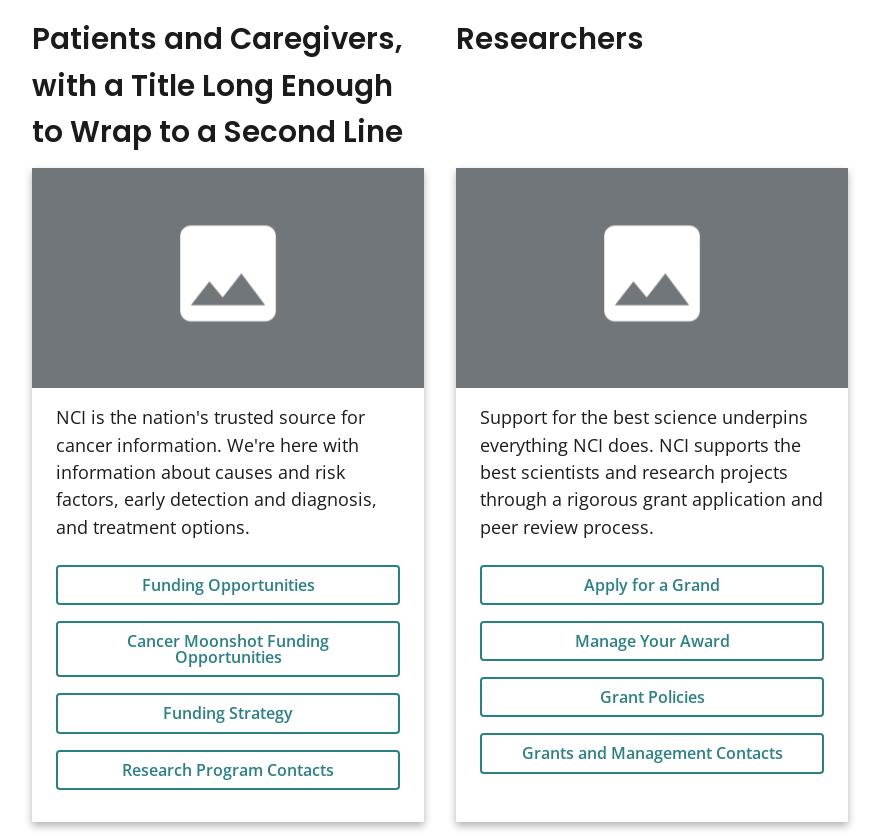 Patients and Caregivers,
with a Title Long Enough
to Wrap to a Second Line
NCI is the nation's trusted source for
cancer information. We're here with
information about causes and risk
factors, early detection and diagnosis,
and treatment options.
Funding Opportunities
Cancer Moonshot Funding
Opportunities
Funding Strategy
Research Program Contacts
Researchers
Support for the best science underpins
everything NCI does. NCI supports the
best scientists and research projects
through a rigorous grant application and
peer review process.
Apply for a Grand
Manage Your Award
Grant Policies
Grants and Management Contacts